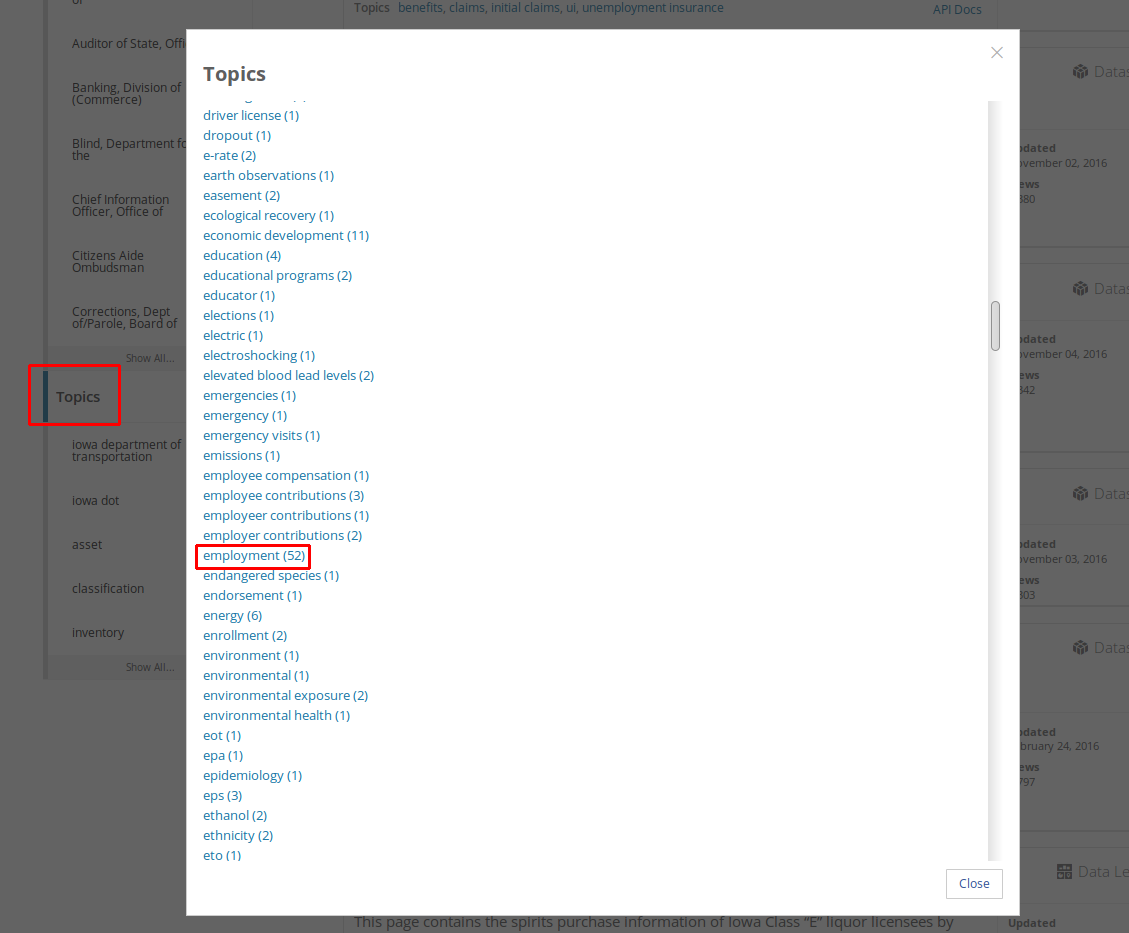 Topics benefits, claims, initial claims, ui, unemployment insurance
API Docs
Auditor of State, Offi
Banking, Division of
(Commerce)
Blind, Department fo
the
Chief Information
Officer, Office of
Citizens Aide
Ombudsman
Corrections, Dept
of/Parole, Board of
Show All...
Topics
iowa department of
transportation
iowa dot
asset
classification
inventory
Show All...
Topics
driver license (1)
dropout (1)
e-rate (2)
earth observations (1)
easement (2)
ecological recovery (1)
economic development (11)
education (4)
educational programs (2)
educator (1)
elections (1)
electric (1)
electroshocking (1)
elevated blood lead levels (2)
emergencies (1)
emergency (1)
emergency visits (1)
emissions (1)
employee compensation (1)
employee contributions (3)
employeer contributions (1)
employer contributions (2)
employment (52)
endangered species (1)
endorsement (1)
energy (6)
enrollment (2)
environment (1)
environmental (1)
environmental exposure (2)
environmental health (1)
eot (1)
epa (1)
epidemiology (1)
eps (3)
ethanol (2)
ethnicity (2)
eto (1)
Close
Datas
pdated
ovember 02, 2016
ews
380
Datas
pdated
ovember 04, 2016
ews
342
Datas
pdated
ovember 03, 2016
ews
303
Datas
pdated
bruary 24, 2016
ews
797
Data Le
This page contains the spirits purchase information of Iowa Class "E" liquor licensees by
Updated